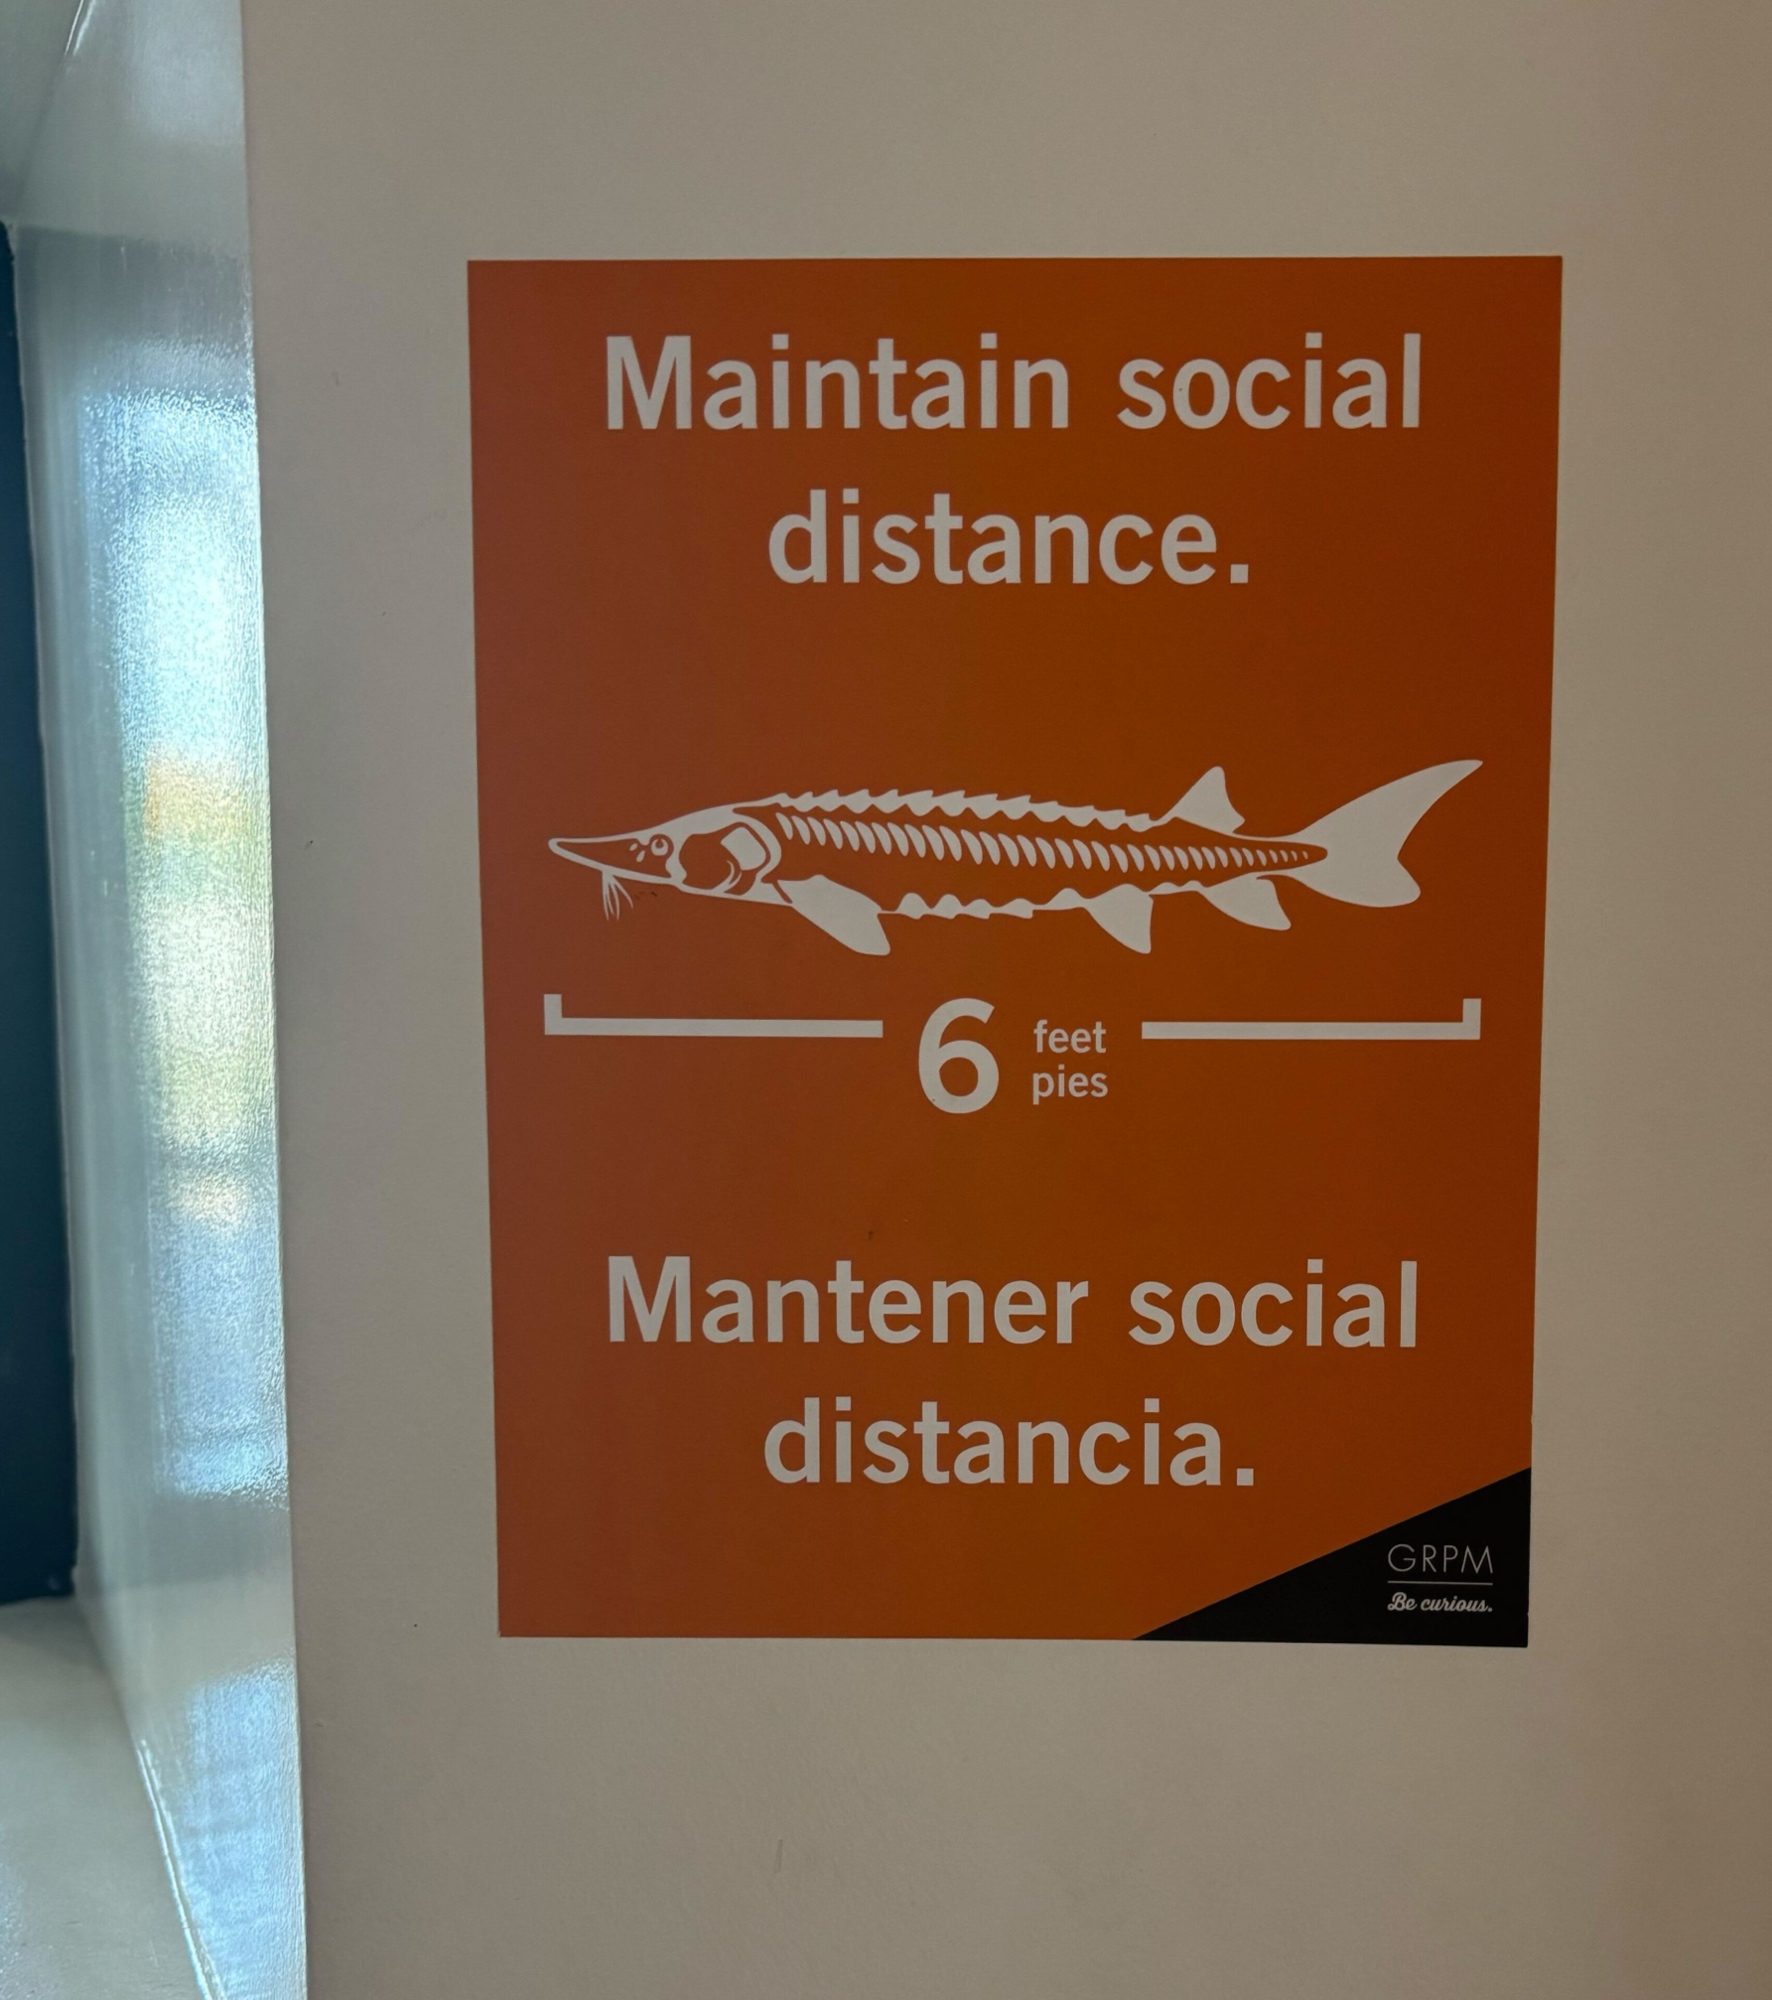 Maintain social
distance.
6 feet
pies
Mantener social
distancia.
GRPM
Be curious.